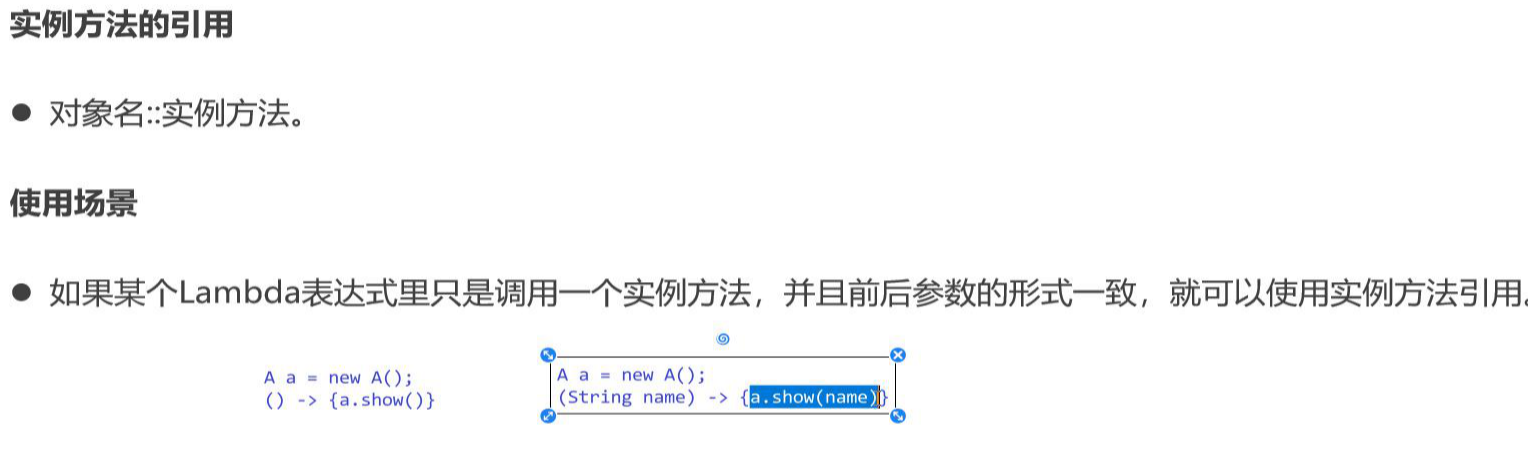 实例方法的引用
● 对象名::实例方法。
使用场景
● 如果某个Lambda表达式里只是调用一个实例方法，并且前后参数的形式一致，就可以使用实例方法引用。
A a = new A();
() -> {a.show()}
A a = new A();
(String name) -> {a.show(name)}